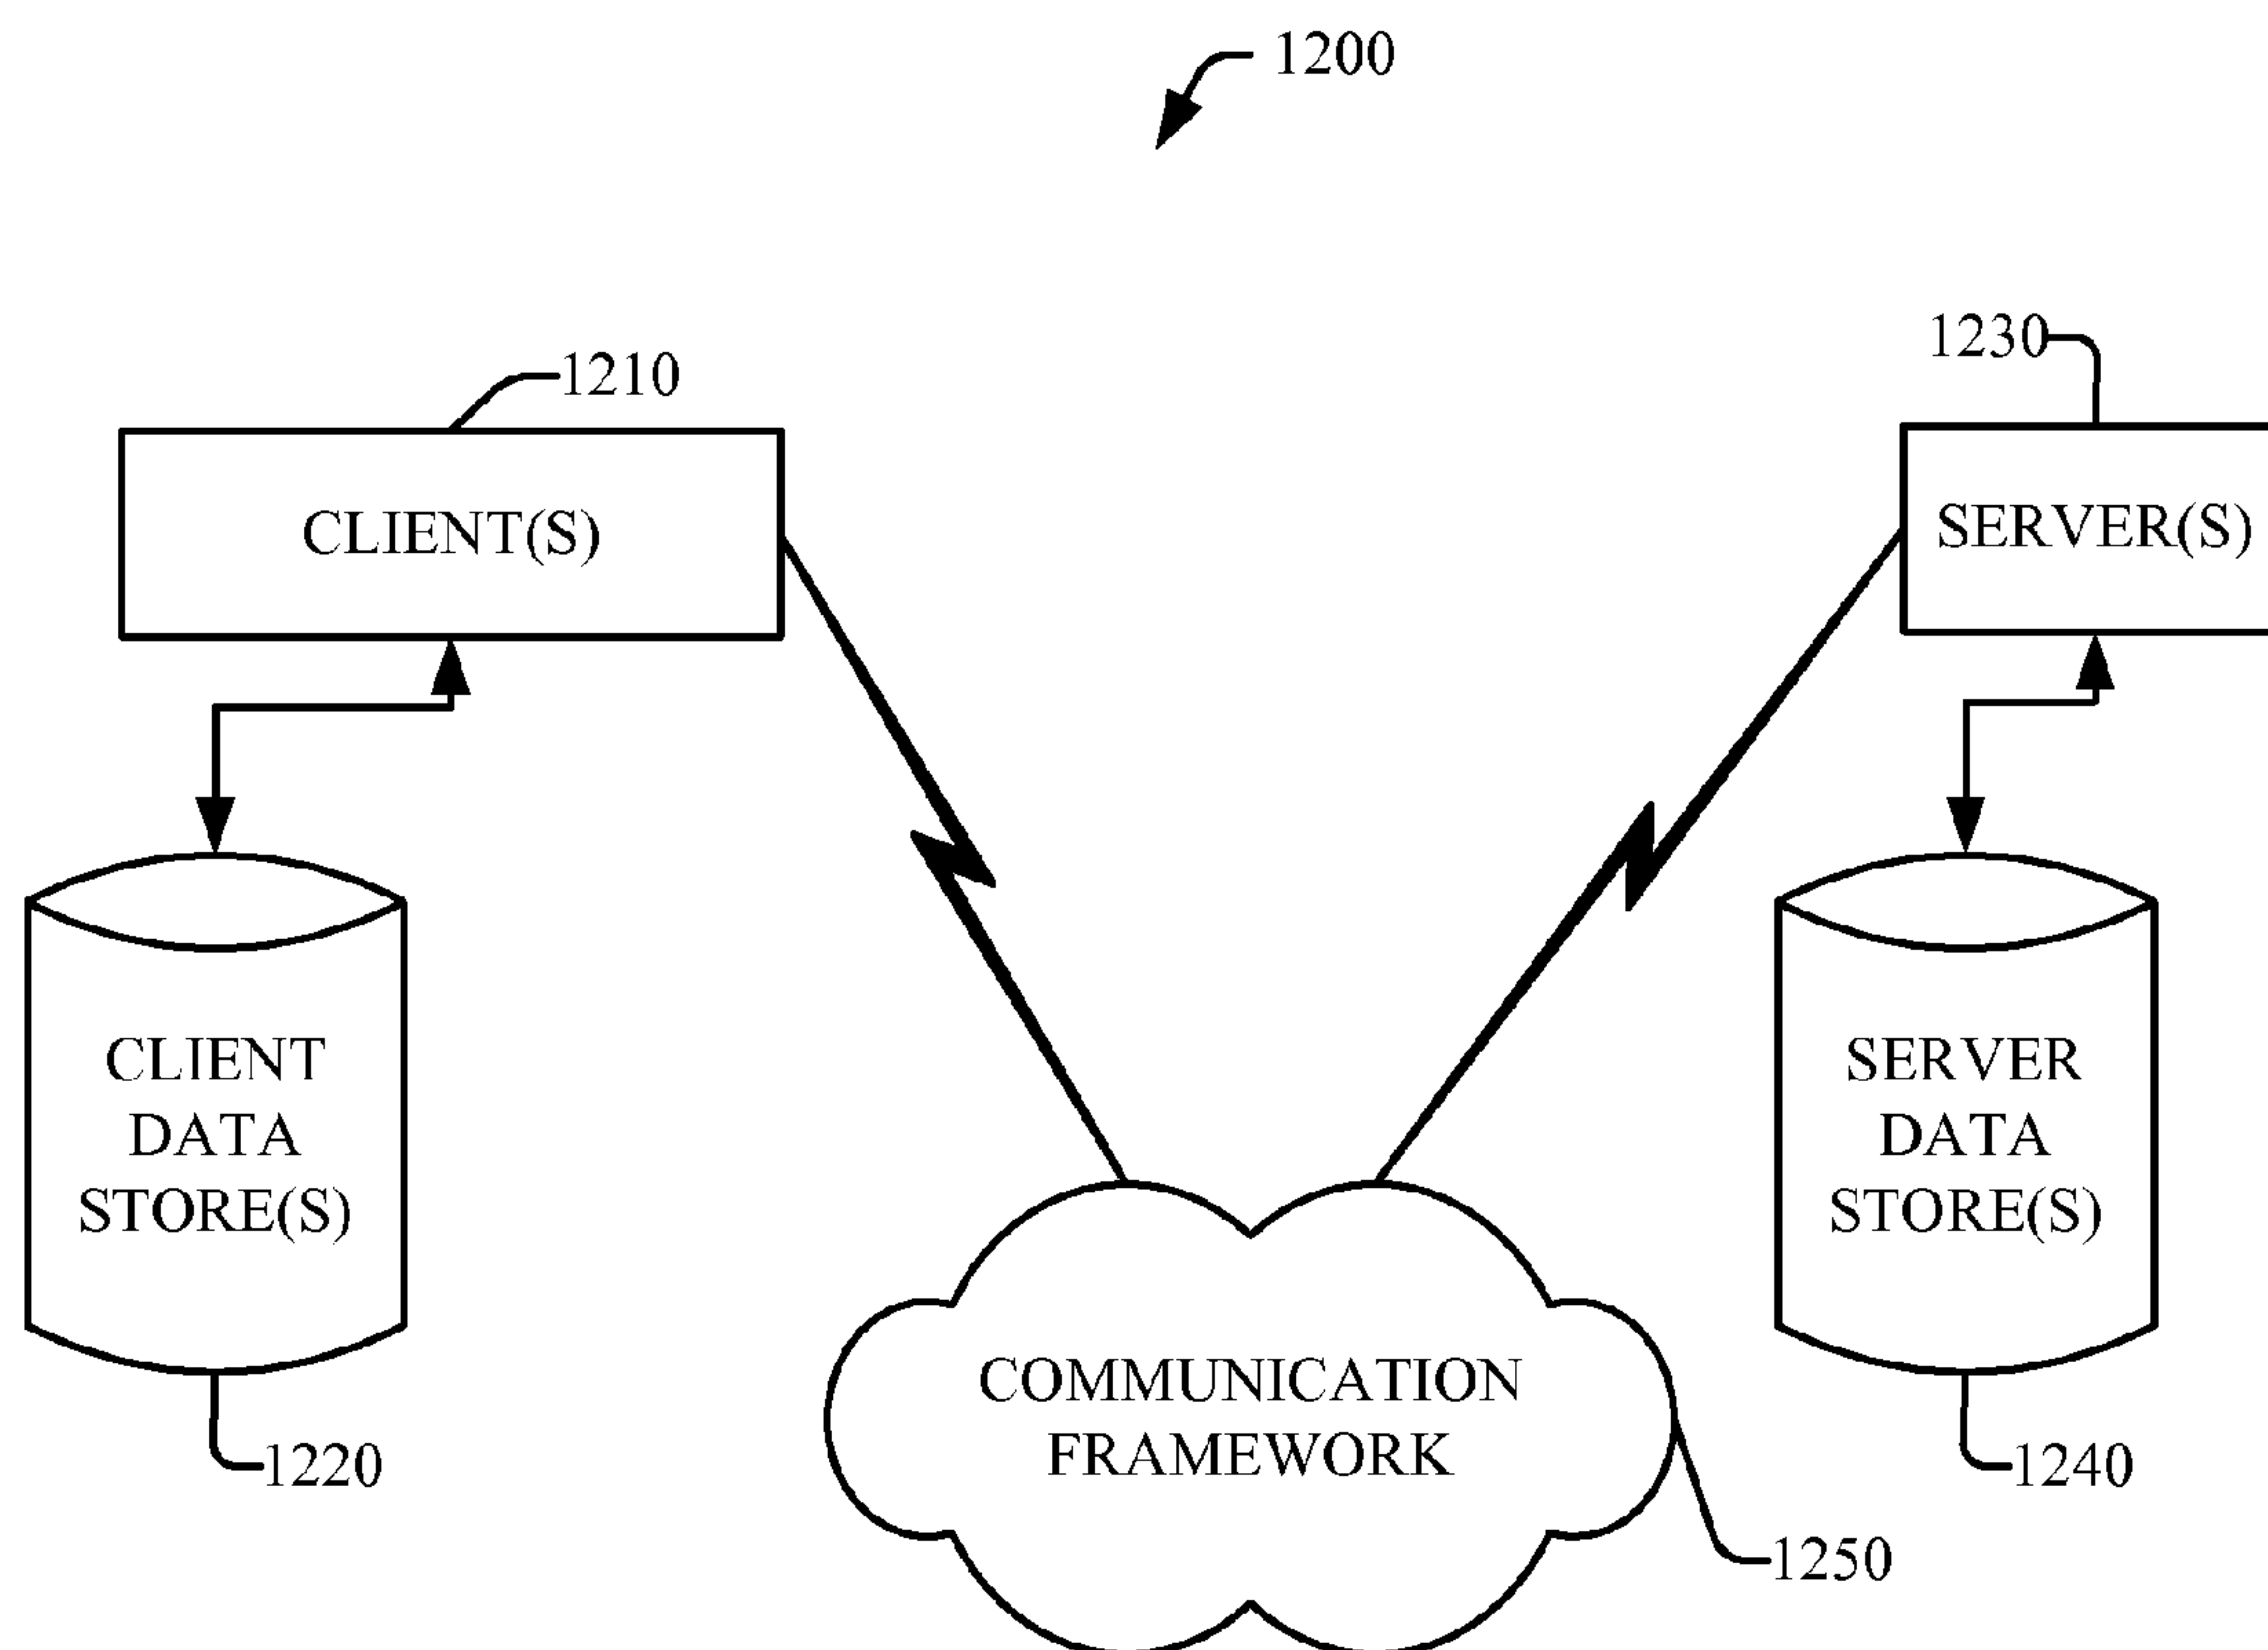 1200
1210
1230
CLIENT(S)
SERVER(S)
CLIENT
DATA
STORE(S)
SERVER
DATA
STORE(S)
COMMUNICATION
FRAMEWORK
1220
1240
1250